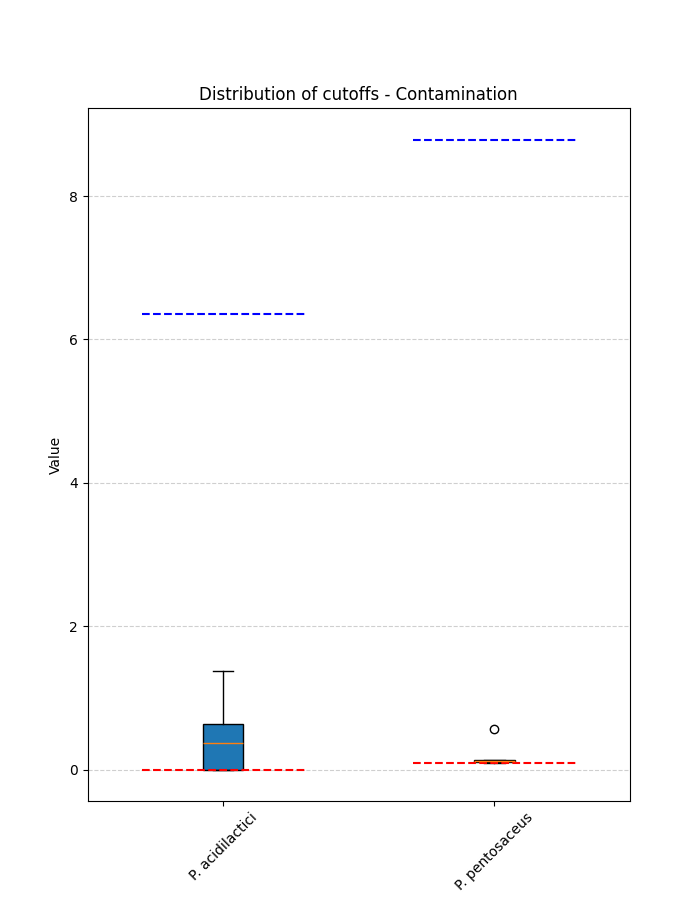 Distribution of cutoffs - Contamination
8
6
4
2
0
Value
P. acidilactici
P. pentosaceus